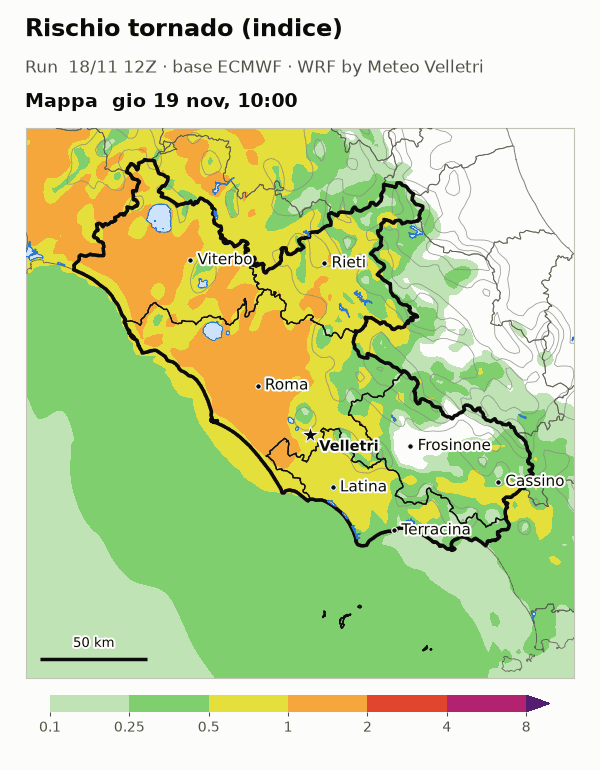 Rischio tornado (indice)
Run  18/11 12Z · base ECMWF · WRF by Meteo Velletri
Mappa  gio 19 nov, 10:00
Viterbo
Rieti
Roma
Velletri
Frosinone
Latina
Cassino
Terracina
50 km
0.1 0.25 0.5 1 2 4 8